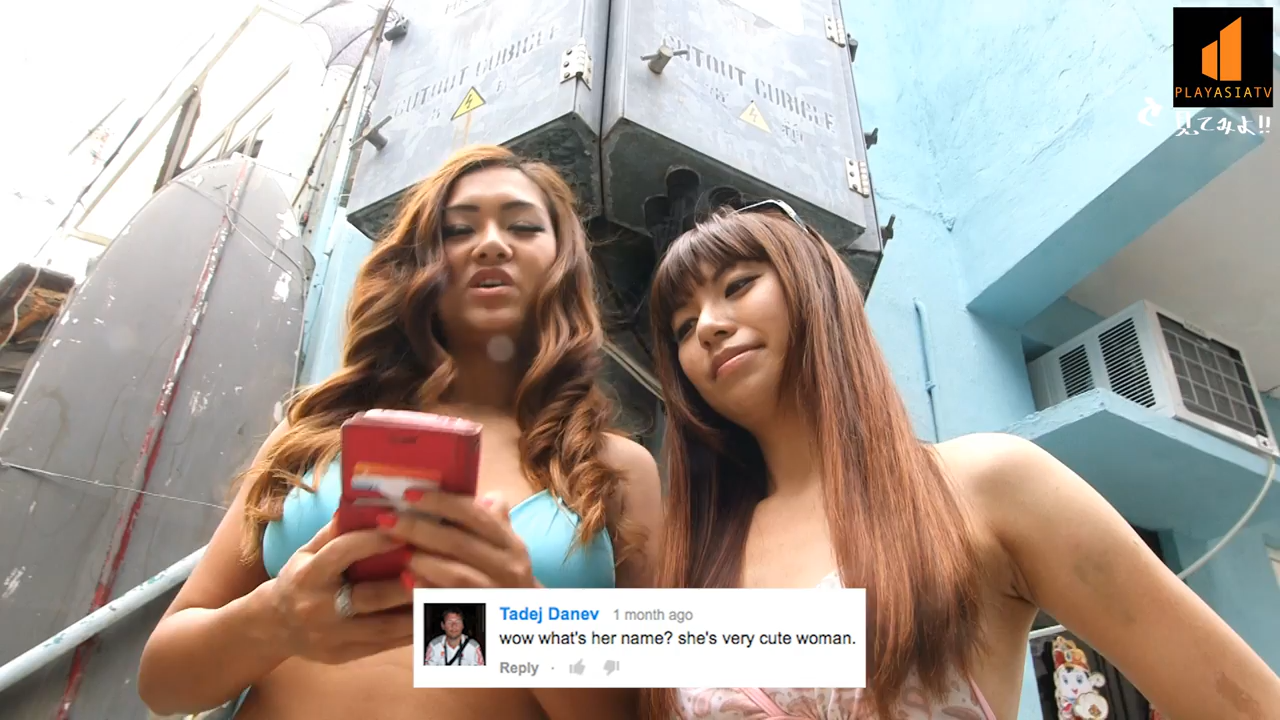 CUTOUT CUBICLE
CUTOUT CUBICLE
PLAYASIATV
見てみよ!!
Tadej Danev 1 month ago
wow what's her name? she's very cute woman.
Reply ·